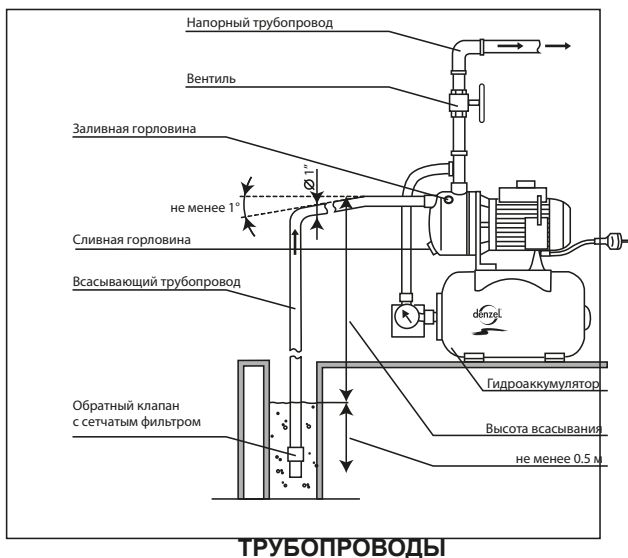 Напорный трубопровод
Вентиль
Заливная горловина
Ø 1"
не менее 1°
Сливная горловина
Всасывающий трубопровод
denzel.
Гидроаккумулятор
Обратный клапан
с сетчатым фильтром
Высота всасывания
не менее 0.5 м
ТРУБОПРОВОДЫ